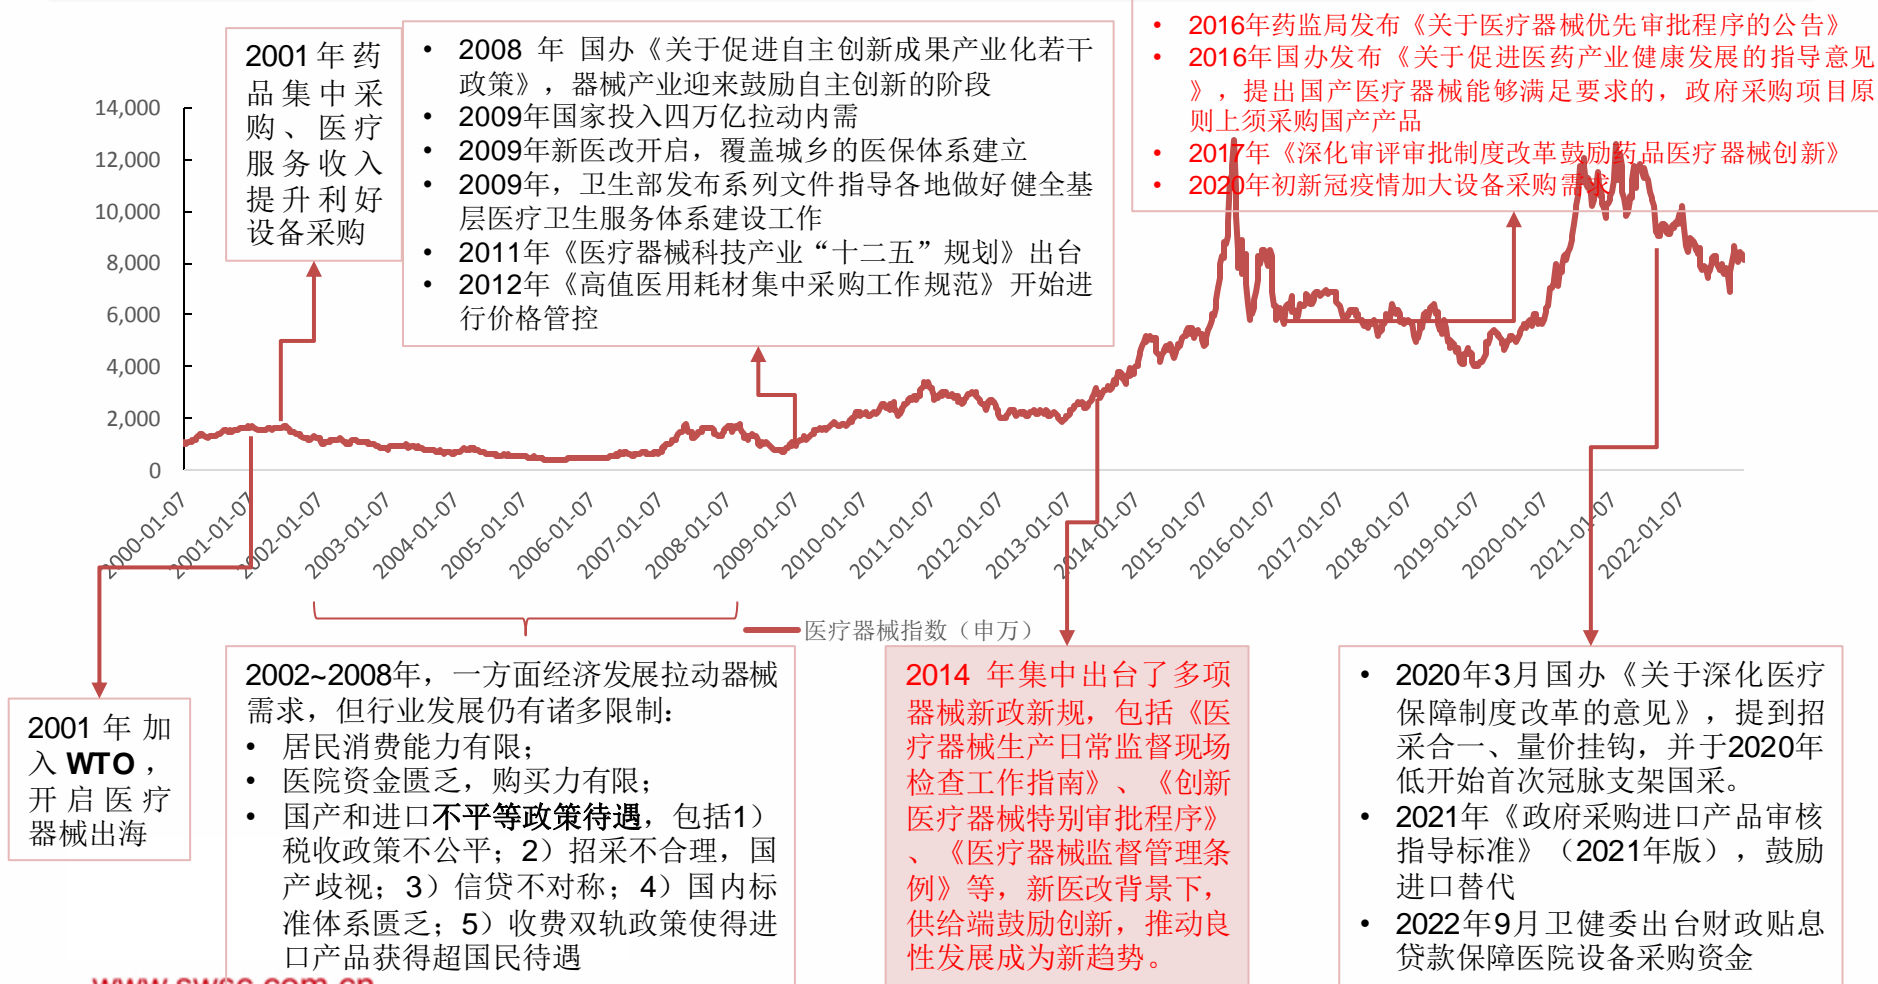 2001年药
品集中采
购、医疗
服务收入
提升利好
设备采购
• 2008 年 国办《关于促进自主创新成果产业化若干
政策》，器械产业迎来鼓励自主创新的阶段
• 2009年国家投入四万亿拉动内需
• 2009年新医改开启，覆盖城乡的医保体系建立
• 2009年，卫生部发布系列文件指导各地做好健全基
层医疗卫生服务体系建设工作
• 2011年《医疗器械科技产业“十二五”规划》出台
• 2012年《高值医用耗材集中采购工作规范》开始进
行价格管控
• 2016年药监局发布《关于医疗器械优先审批程序的公告》
• 2016年国办发布《关于促进医药产业健康发展的指导意见
》，提出国产医疗器械能够满足要求的，政府采购项目原
则上须采购国产产品
• 2017年《深化审评审批制度改革鼓励药品医疗器械创新》
• 2020年初新冠疫情加大设备采购需求
14,000
12,000
10,000
8,000
6,000
4,000
2,000
0
2000-01-07
2001-01-07
2002-01-07
2003-01-07
2004-01-07
2005-01-07
2006-01-07
2007-01-07
2008-01-07
2009-01-07
2010-01-07
2011-01-07
2012-01-07
2013-01-07
2014-01-07
2015-01-07
2016-01-07
2017-01-07
2018-01-07
2019-01-07
2020-01-07
2021-01-07
2022-01-07
医疗器械指数（申万）
2001年加
入WTO，
开启医疗
器械出海
2002~2008年，一方面经济发展拉动器械
需求，但行业发展仍有诸多限制：
• 居民消费能力有限；
• 医院资金匮乏，购买力有限；
• 国产和进口不平等政策待遇，包括1）
税收政策不公平；2）招采不合理，国
产歧视；3）信贷不对称；4）国内标
准体系匮乏；5）收费双轨政策使得进
口产品获得超国民待遇
2014 年集中出台了多项
器械新政新规，包括《医
疗器械生产日常监督现场
检查工作指南》、《创新
医疗器械特别审批程序》
、《医疗器械监督管理条
例》等，新医改背景下，
供给端鼓励创新，推动良
性发展成为新趋势。
• 2020年3月国办《关于深化医疗
保障制度改革的意见》，提到招
采合一、量价挂钩，并于2020年
低开始首次冠脉支架国采。
• 2021年《政府采购进口产品审核
指导标准》（2021年版），鼓励
进口替代
• 2022年9月卫健委出台财政贴息
贷款保障医院设备采购资金
www.swsc.com.cn